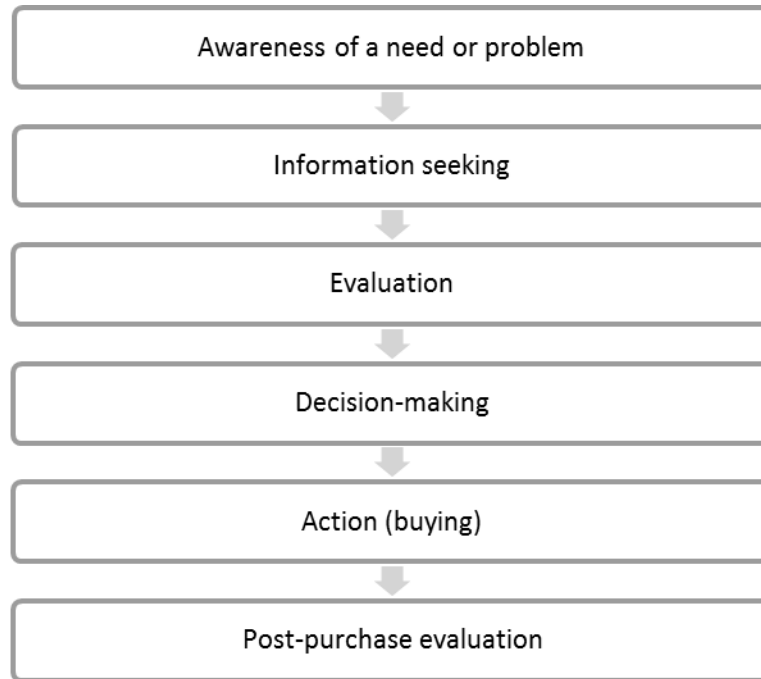 Awareness of a need or problem
Information seeking
Evaluation
Decision-making
Action (buying)
Post-purchase evaluation